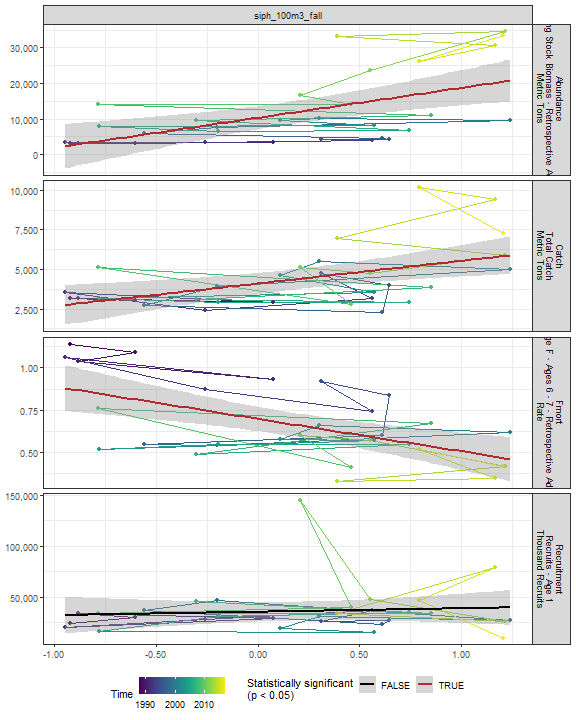 siph_100m3_fall
30,000
20,000
10,000
0
Abundance
ng Stock Biomass - Retrospective A
Metric Tons
10,000
7,500
5,000
2,500
Catch
Total Catch
Metric Tons
1.00
0.75
0.50
Fmort
ge F - Ages 6 - 7 - Retrospective Ad
Rate
150,000
100,000
50,000
Recruitment
Recruits - Age 1
Thousand Recruits
-1.00
-0.50
0.00
0.50
1.00
Time
1990
2000
2010
Statistically significant
(p < 0.05)
FALSE
TRUE